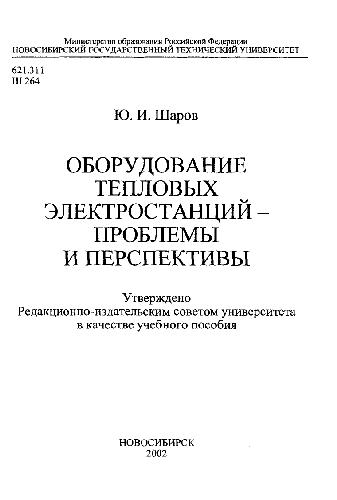 Министерство образования Российской Федерации
НОВОСИБИРСКИЙ ГОСУДАРСТВЕННЫЙ ТЕХНИЧЕСКИЙ УНИВЕРСИТЕТ
621.311
Ш 264
Ю. И. Шаров
ОБОРУДОВАНИЕ
ТЕПЛОВЫХ
ЭЛЕКТРОСТАНЦИЙ –
ПРОБЛЕМЫ
И ПЕРСПЕКТИВЫ
Утверждено
Редакционно-издательским советом университета
в качестве учебного пособия
НОВОСИБИРСК
2002